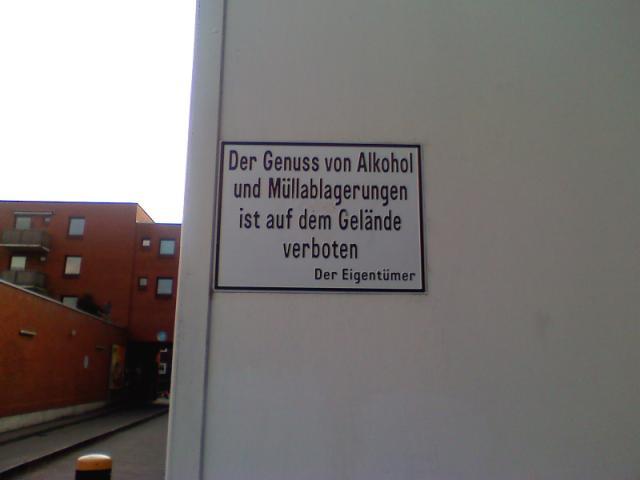 Der Genuss von Alkohol
und Müllablagerungen
ist auf dem Gelände
verboten
Der Eigentümer